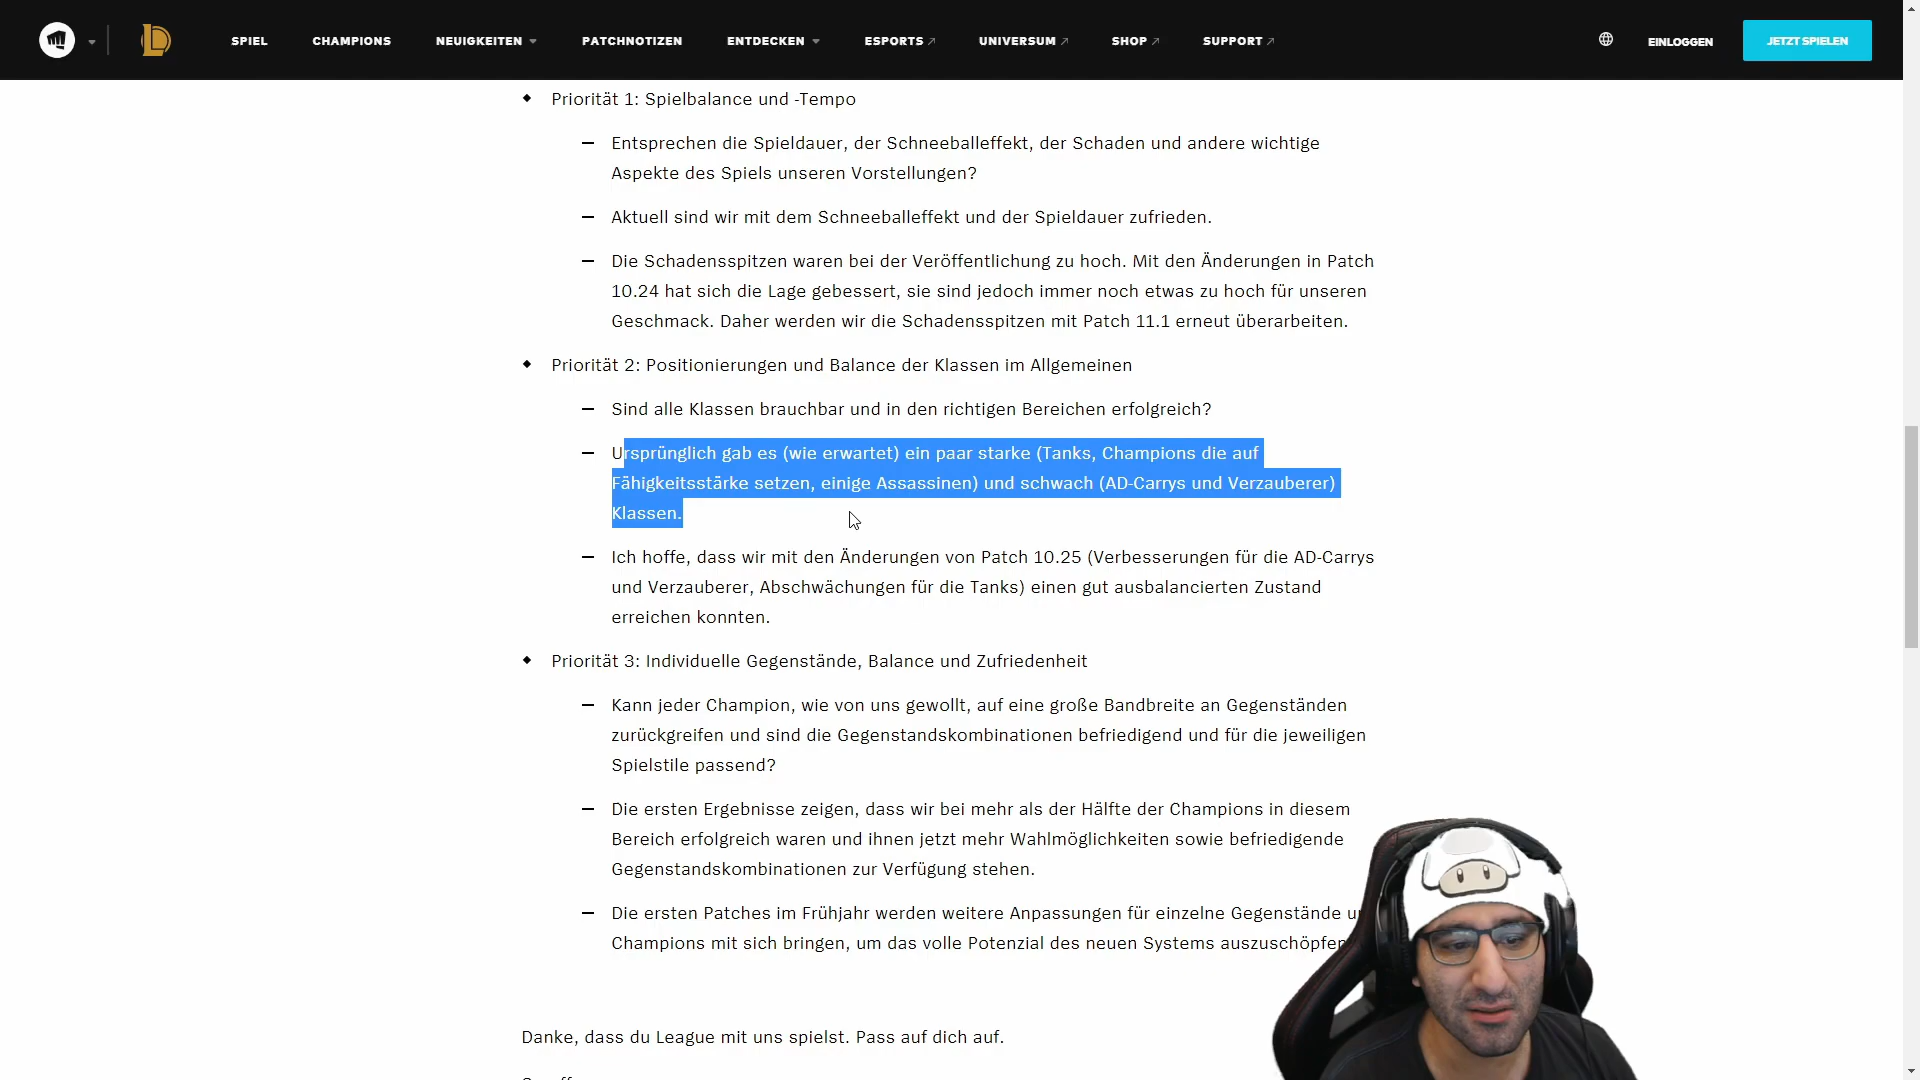 SPIEL CHAMPIONS NEUIGKEITEN PATCHNOTIZEN ENTDECKEN ESPORTS UNIVERSUM SHOP SUPPORT EINLOGGEN JETZT SPIELEN
Priorität 1: Spielbalance und -Tempo
Entsprechen die Spieldauer, der Schneeballeffekt, der Schaden und andere wichtige
Aspekte des Spiels unseren Vorstellungen?
Aktuell sind wir mit dem Schneeballeffekt und der Spieldauer zufrieden.
Die Schadensspitzen waren bei der Veröffentlichung zu hoch. Mit den Änderungen in Patch
10.24 hat sich die Lage gebessert, sie sind jedoch immer noch etwas zu hoch für unseren
Geschmack. Daher werden wir die Schadensspitzen mit Patch 11.1 erneut überarbeiten.
Priorität 2: Positionierungen und Balance der Klassen im Allgemeinen
Sind alle Klassen brauchbar und in den richtigen Bereichen erfolgreich?
Ursprünglich gab es (wie erwartet) ein paar starke (Tanks, Champions die auf
Fähigkeitsstärke setzen, einige Assassinen) und schwach (AD-Carrys und Verzauberer)
Klassen.
Ich hoffe, dass wir mit den Änderungen von Patch 10.25 (Verbesserungen für die AD-Carrys
und Verzauberer, Abschwächungen für die Tanks) einen gut ausbalancierten Zustand
erreichen konnten.
Priorität 3: Individuelle Gegenstände, Balance und Zufriedenheit
Kann jeder Champion, wie von uns gewollt, auf eine große Bandbreite an Gegenständen
zurückgreifen und sind die Gegenstandskombinationen befriedigend und für die jeweiligen
Spielstile passend?
Die ersten Ergebnisse zeigen, dass wir bei mehr als der Hälfte der Champions in diesem
Bereich erfolgreich waren und ihnen jetzt mehr Wahlmöglichkeiten sowie befriedigende
Gegenstandskombinationen zur Verfügung stehen.
Die ersten Patches im Frühjahr werden weitere Anpassungen für einzelne Gegenstände
Champions mit sich bringen, um das volle Potenzial des neuen Systems auszuschöpfen
Danke, dass du League mit uns spielst. Pass auf dich auf.